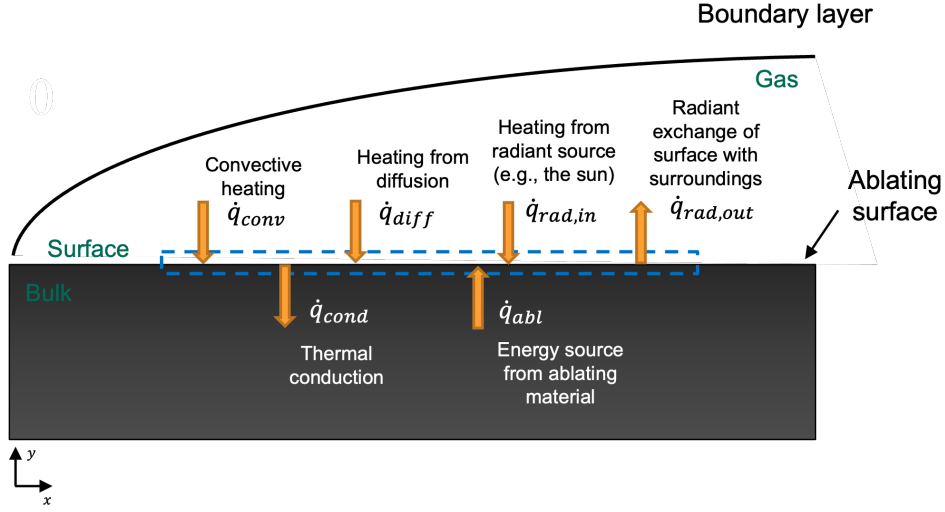 Boundary layer
Gas
Convective
heating
q̇conv
Heating from
diffusion
q̇diff
Heating from
radiant source
(e.g., the sun)
q̇rad,in
Radiant
exchange of
surface with
surroundings
q̇rad,out
Ablating
surface
Surface
Bulk
q̇cond
Thermal
conduction
q̇abl
Energy source
from ablating
material
y
x